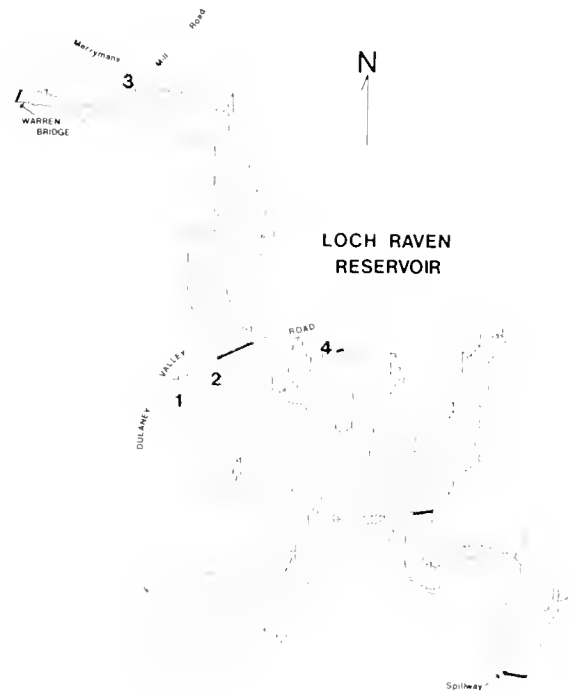 Merrymans Mill Road
3
N
WARREN
BRIDGE
LOCH RAVEN
RESERVOIR
DULANEY VALLEY ROAD
4
2
1
Spillway